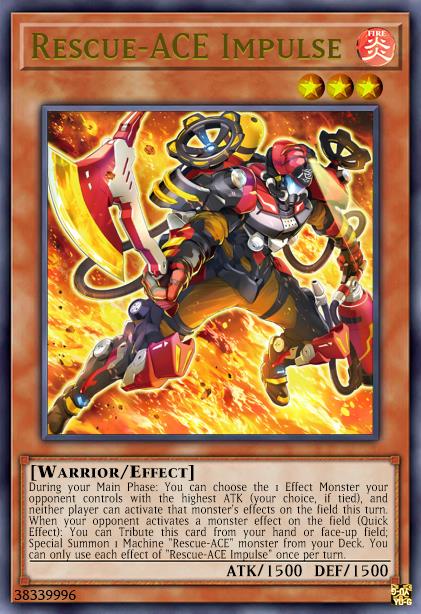 Rescue-ACE Impulse
FIRE
炎
[Warrior/Effect]
During your Main Phase: You can choose the 1 Effect Monster your
opponent controls with the highest ATK (your choice, if tied), and
neither player can activate that monster's effects on the field this turn.
When your opponent activates a monster effect on the field (Quick
Effect): You can Tribute this card from your hand or face-up field;
Special Summon 1 Machine "Rescue-ACE" monster from your Deck. You
can only use each effect of "Rescue-ACE Impulse" once per turn.
ATK/1500 DEF/1500
38339996